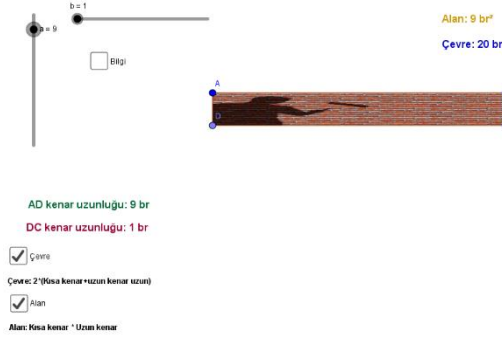 b = 1
a = 9
Alan: 9 br²
Çevre: 20 br
Bilgi
A
D
AD kenar uzunluğu: 9 br
DC kenar uzunluğu: 1 br
Çevre
Çevre: 2*(Kısa kenar+uzun kenar uzun)
Alan
Alan: Kısa kenar * Uzun kenar